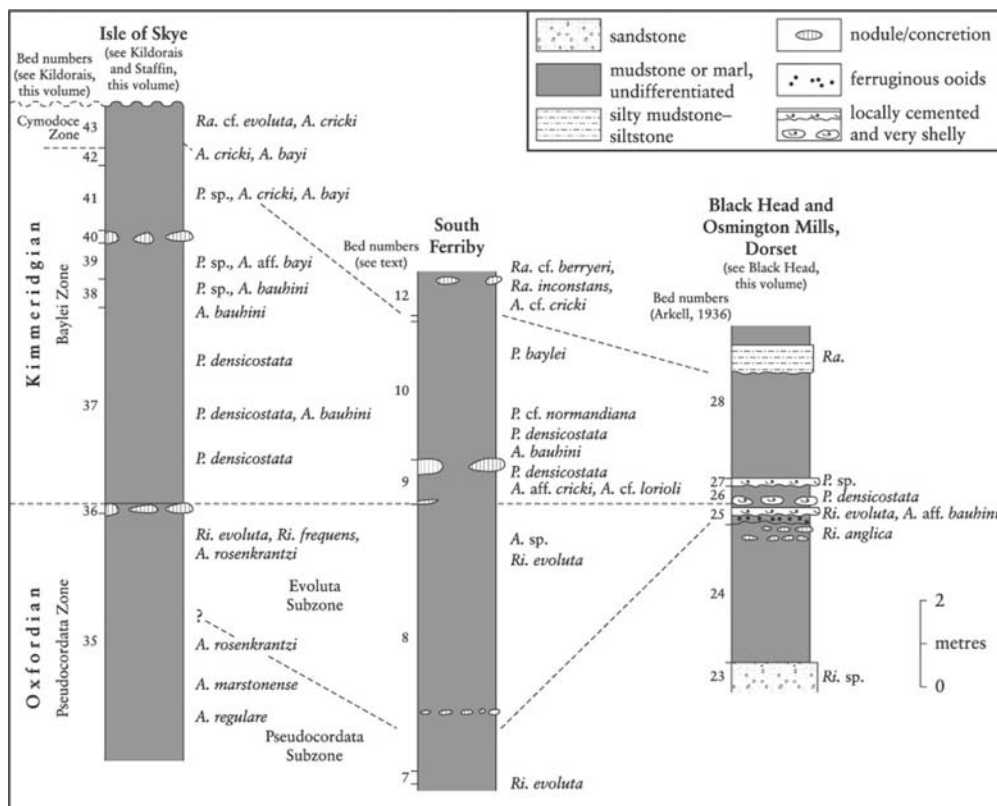 Isle of Skye
(see Kildorais
and Staffin,
this volume)
Bed numbers
(see Kildorais,
this volume)
Cymodoce
Zone
Kimmeridgian
Baylei Zone
Oxfordian
Pseudocordata Zone
43
42
41
40
39
38
37
36
35
Ra. cf. evoluta, A. cricki
A. cricki, A. bayi
P. sp., A. cricki, A. bayi
P. sp., A. aff. bayi
P. sp., A. bauhini
A. bauhini
P. densicostata
P. densicostata, A. bauhini
P. densicostata
Ri. evoluta, Ri. frequens,
A. rosenkrantzi
?
A. rosenkrantzi
A. marstonense
A. regulare
Evoluta
Subzone
Pseudocordata
Subzone
South
Ferriby
Bed numbers
(see text)
12
10
9
8
7
Ra. cf. berryeri,
Ra. inconstans,
A. cf. cricki
P. baylei
P. cf. normandiana
P. densicostata
A. bauhini
P. densicostata
A. aff. cricki, A. cf. lorioli
A. sp.
Ri. evoluta
Ri. evoluta
sandstone
mudstone or marl,
undifferentiated
silty mudstone–
siltstone
nodule/concretion
ferruginous ooids
locally cemented
and very shelly
Black Head and
Osmington Mills,
Dorset
(see Black Head,
this volume)
Bed numbers
(Arkell, 1936)
28
27
26
25
24
23
Ra.
P. sp.
P. densicostata
Ri. evoluta, A. aff. bauhini
Ri. anglica
Ri. sp.
2
metres
0